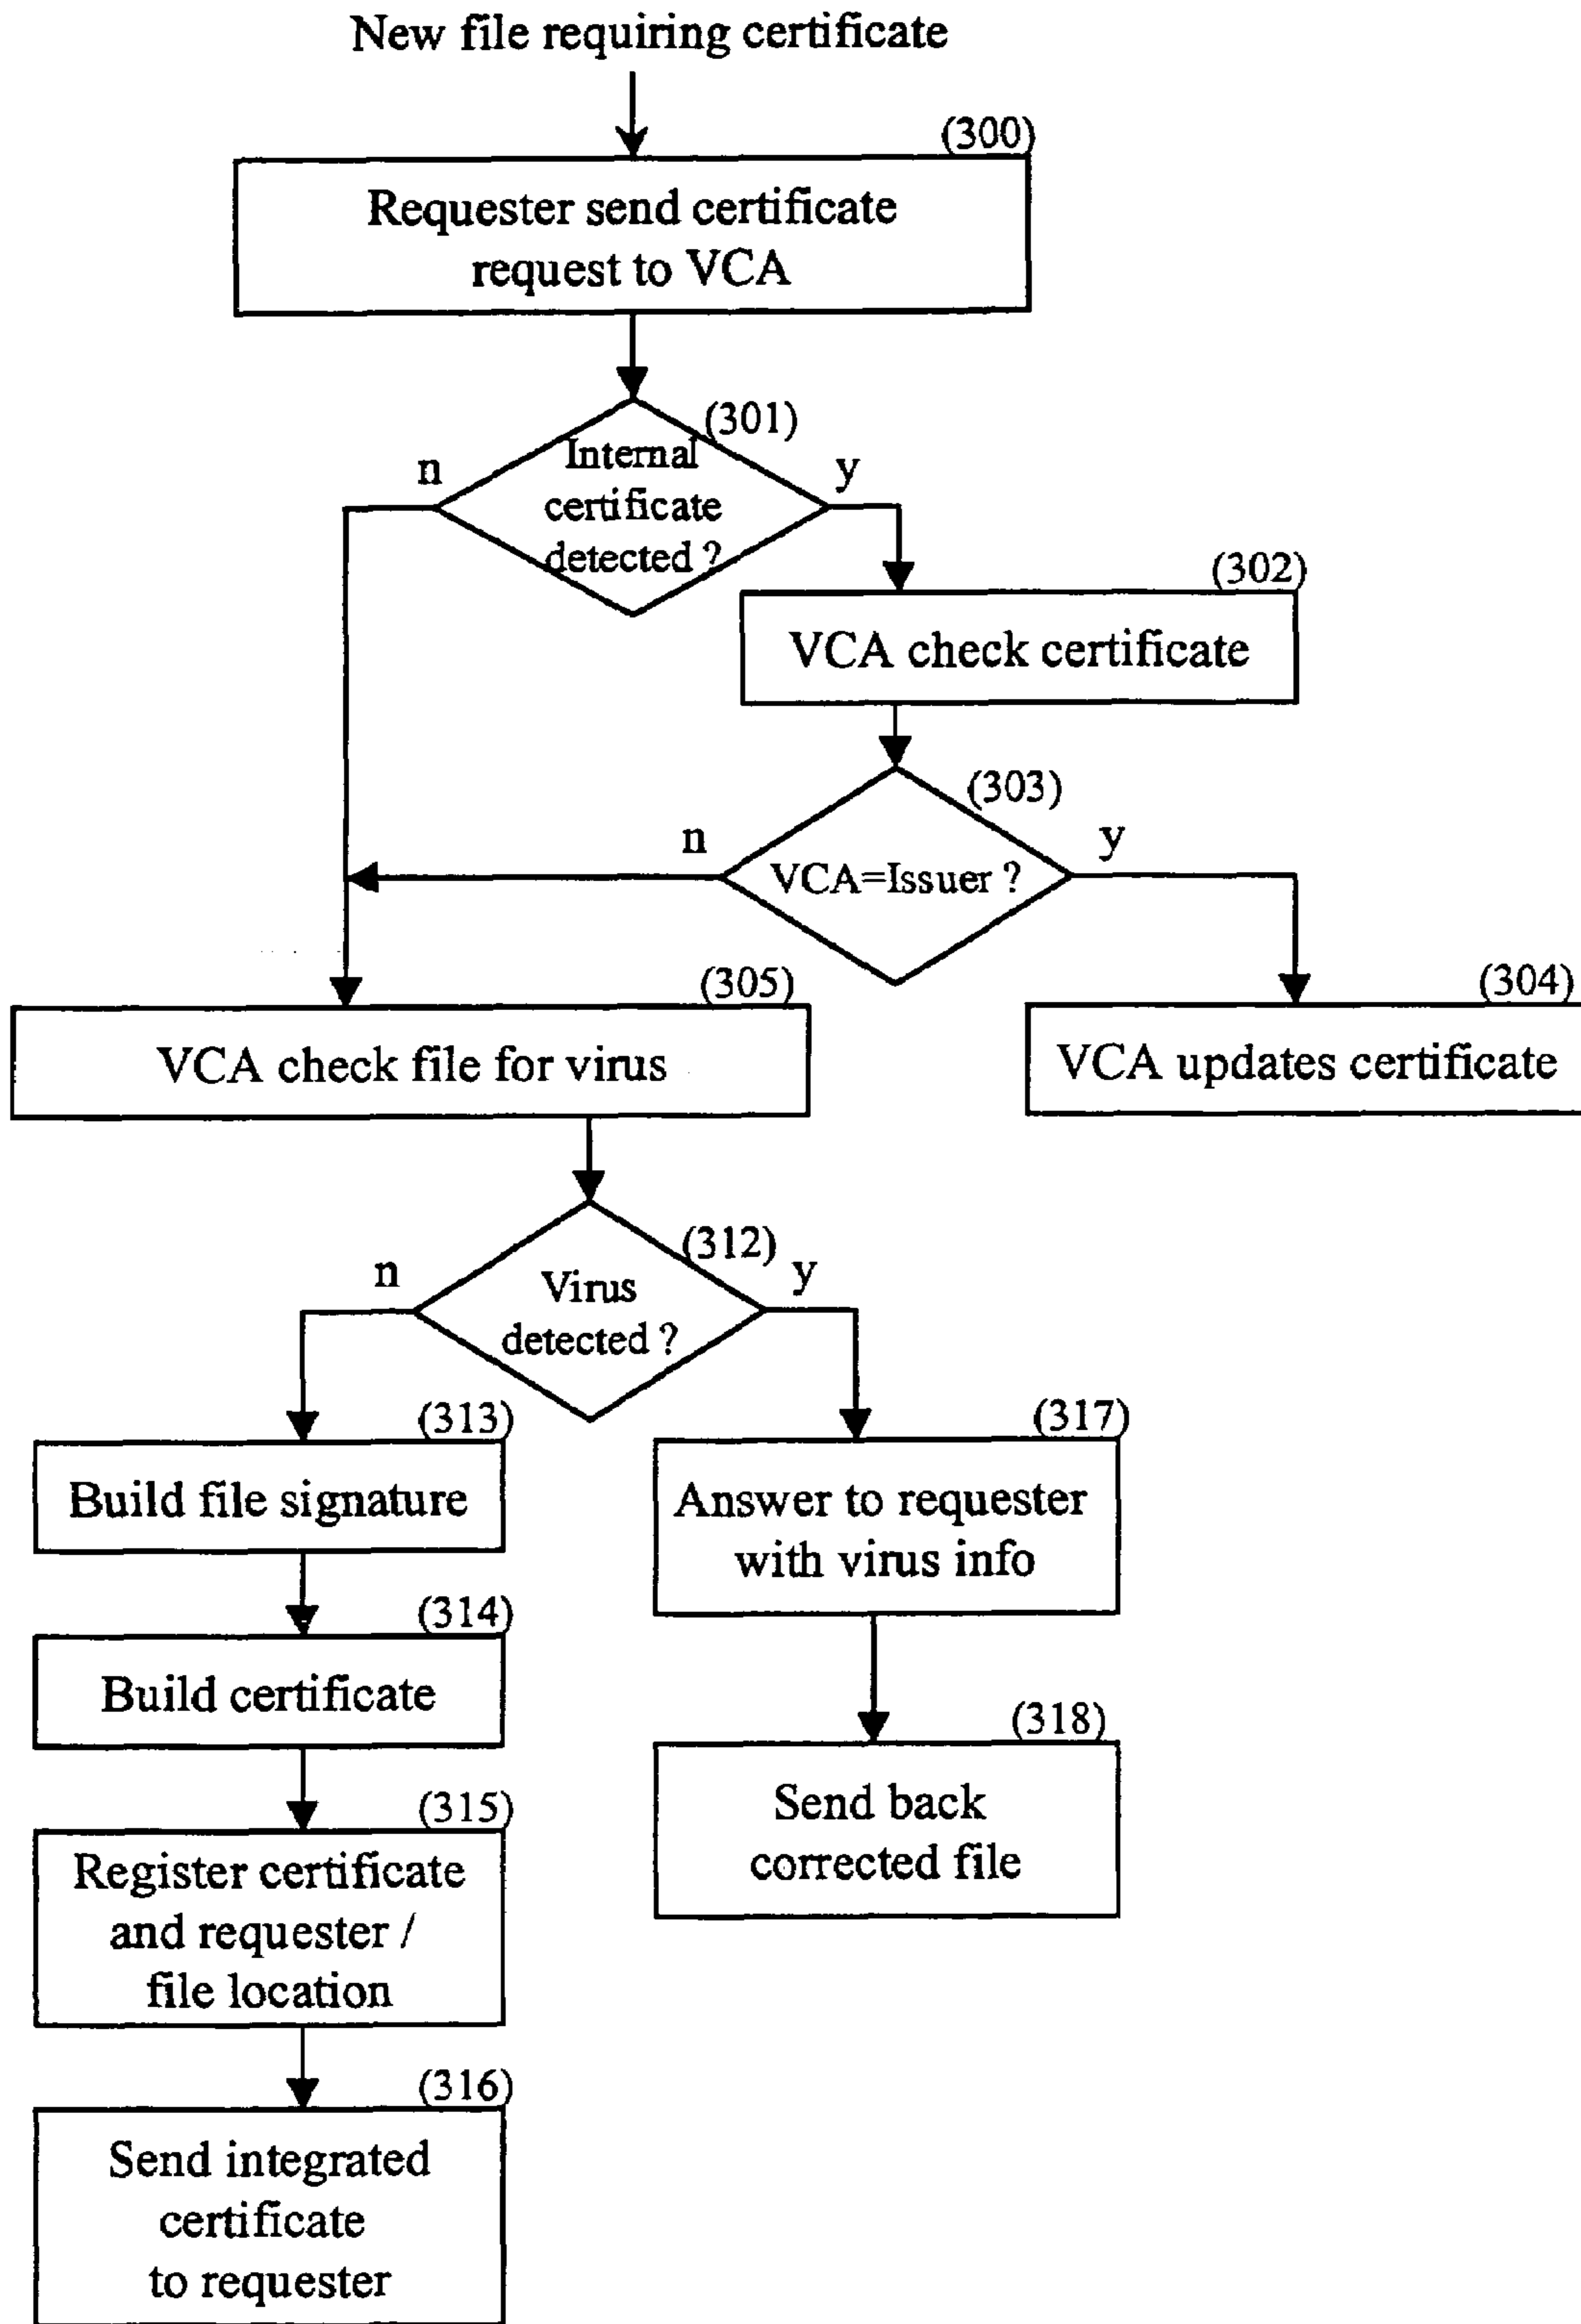 New file requiring certificate
(300)
Requester send certificate
request to VCA
(301)
Internal
certificate
detected ?
n
y
(302)
VCA check certificate
(303)
VCA=Issuer ?
n
y
(305)
VCA check file for virus
(304)
VCA updates certificate
(312)
Virus
detected ?
n
y
(313)
Build file signature
(317)
Answer to requester
with virus info
(314)
Build certificate
(318)
Send back
corrected file
(315)
Register certificate
and requester /
file location
(316)
Send integrated
certificate
to requester